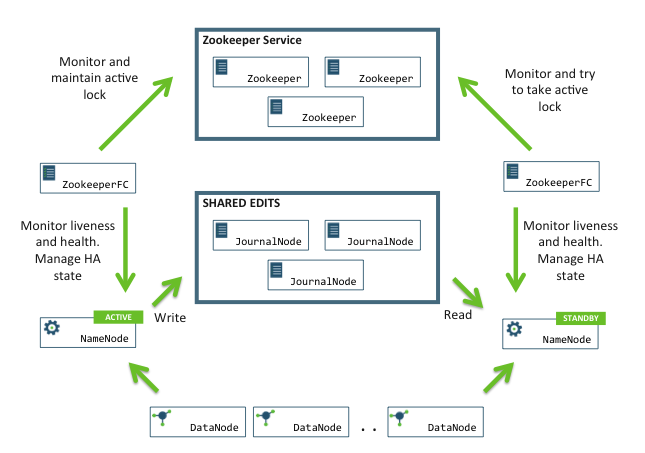 Zookeeper Service
Zookeeper
Zookeeper
Zookeeper
Monitor and
maintain active
lock
Monitor and try
to take active
lock
ZookeeperFC
ZookeeperFC
SHARED EDITS
JournalNode
JournalNode
JournalNode
Monitor liveness
and health.
Manage HA
state
Monitor liveness
and health.
Manage HA
state
Write
Read
ACTIVE
NameNode
STANDBY
NameNode
DataNode
DataNode
. .
DataNode